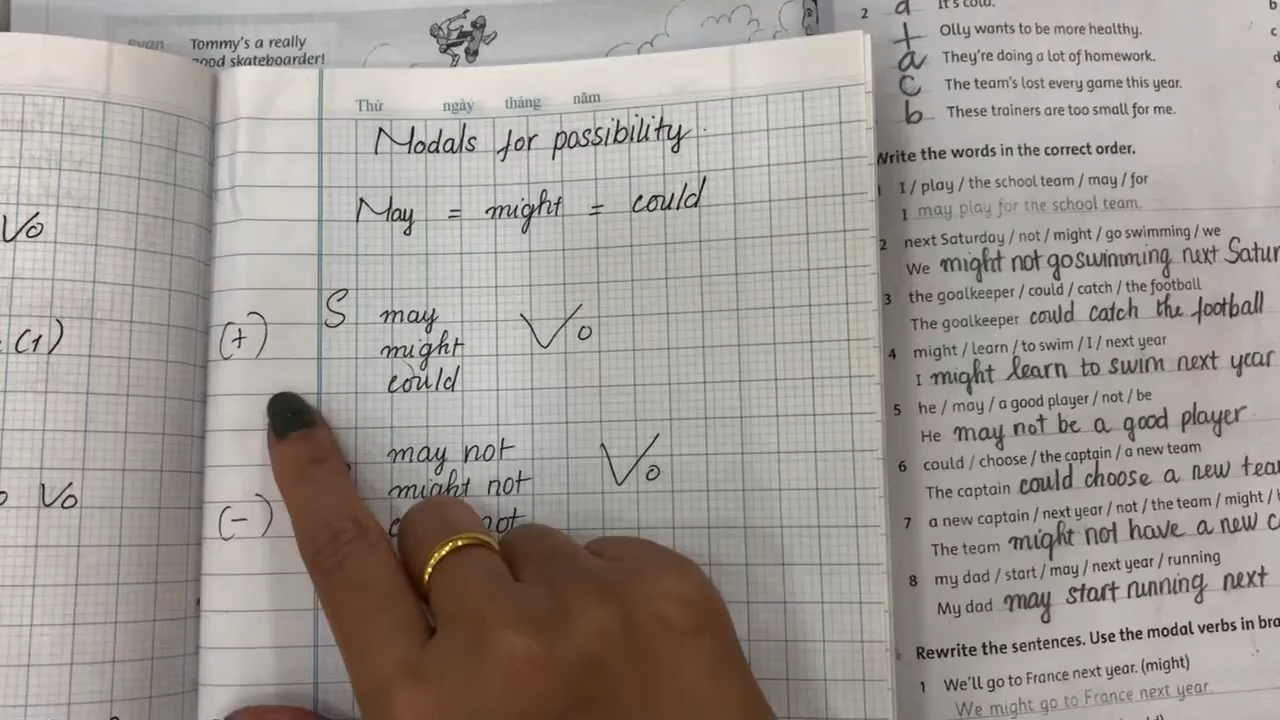 Ryan
Tommy's a really
good skateboarder!
Thứ ngày tháng năm
Modals for possibility.
May = might = could
(+) S may Vo
might
could
may not Vo
might not
(-) not
Vo
(1)
Vo
2 a It's cold.
Olly wants to be more healthy.
a They're doing a lot of homework.
c The team's lost every game this year.
b These trainers are too small for me.
b
c
d
Write the words in the correct order.
1 I / play / the school team / may / for
I may play for the school team.
2 next Saturday / not / might / go swimming / we
We might not go swimming next Satur
3 the goalkeeper / could / catch / the football
The goalkeeper could catch the football
4 might / learn / to swim / I / next year
I might learn to swim next year
5 he / may / a good player / not / be
He may not be a good player
6 could / choose / the captain / a new team
The captain could choose a new tea
7 a new captain / next year / not / the team / might /
The team might not have a new c
8 my dad / start / may / next year / running
My dad may start running next
Rewrite the sentences. Use the modal verbs in bra
1 We'll go to France next year. (might)
We might go to France next year.